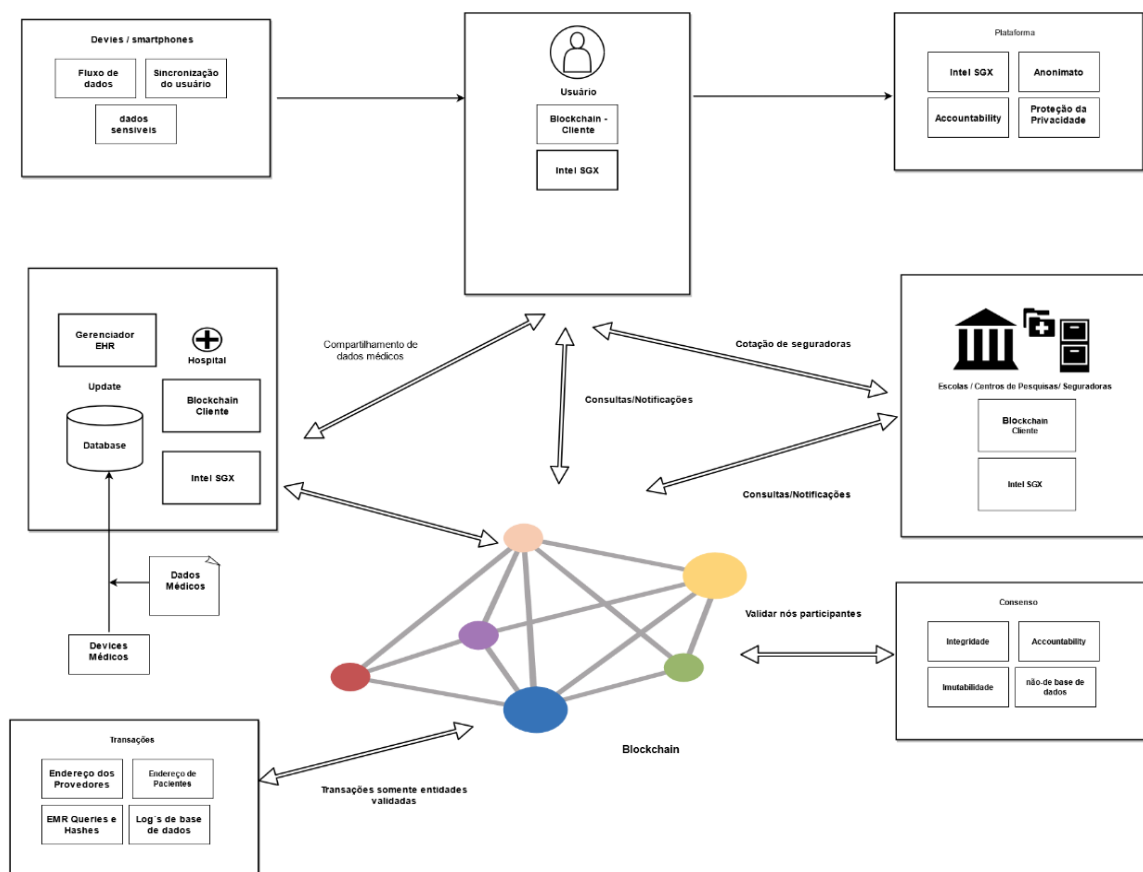 Devies / smartphones
Fluxo de
dados
Sincronização
do usuário
dados
sensíveis
Usuário
Blockchain -
Cliente
Intel SGX
Plataforma
Intel SGX
Anonimato
Accountability
Proteção da
Privacidade
Gerenciador
EHR
Hospital
Update
Blockchain
Cliente
Database
Intel SGX
Dados
Médicos
Devices
Médicos
Compartilhamento de
dados médicos
Consultas/Notificações
Cotação de seguradoras
Consultas/Notificações
Escolas / Centros de Pesquisas/ Seguradoras
Blockchain
Cliente
Intel SGX
Validar nós participantes
Consenso
Integridade
Accountability
Imutabilidade
não-de base de
dados
Blockchain
Transações
Endereço dos
Provedores
Endereço de
Pacientes
EMR Queries e
Hashes
Log´s de base
de dados
Transações somente entidades
validadas